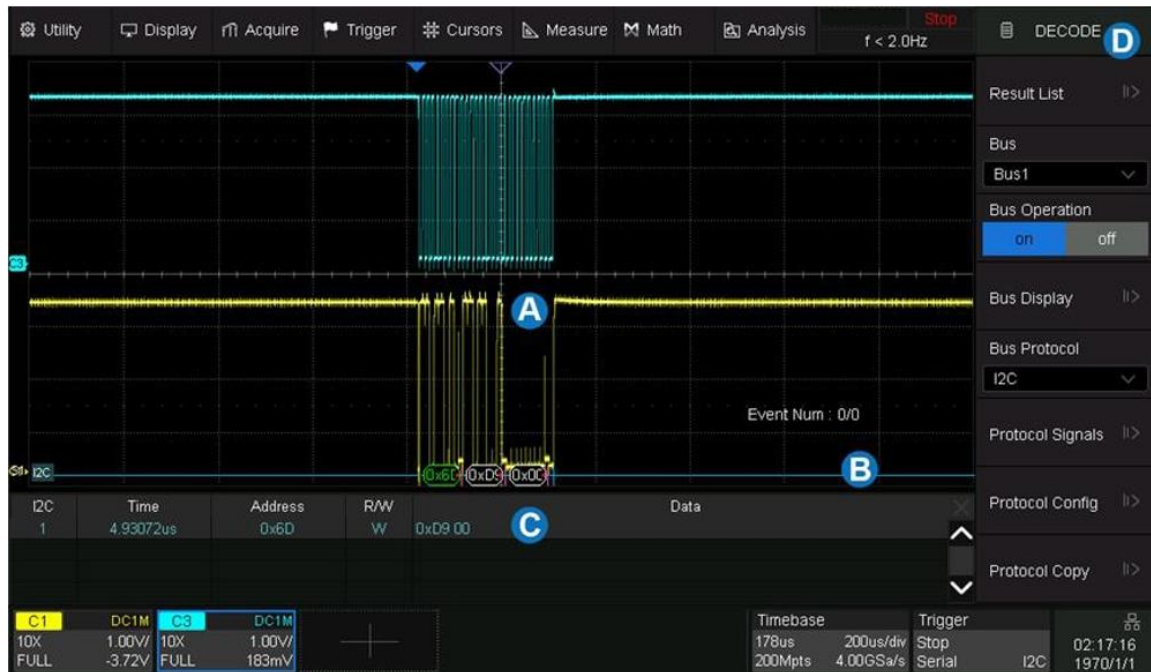 Utility Display Acquire Trigger Cursors Measure Math Analysis
Stop
f < 2.0Hz
DECODE
D
Result List
Bus
Bus1
Bus Operation
on off
Bus Display
Bus Protocol
I2C
Protocol Signals
Protocol Config
Protocol Copy
C3
A
Event Num : 0/0
B
S1 I2C
0x6D 0xD9 0x00
I2C Time Address R/W Data
1 4.93072us 0x6D W 0xD9 00
C
C1 DC1M
10X 1.00V/
FULL -3.72V
C3 DC1M
10X 1.00V/
FULL 183mV
Timebase
178us 200us/div
200Mpts 4.00GSa/s
Trigger
Stop
Serial I2C
02:17:16
1970/1/1